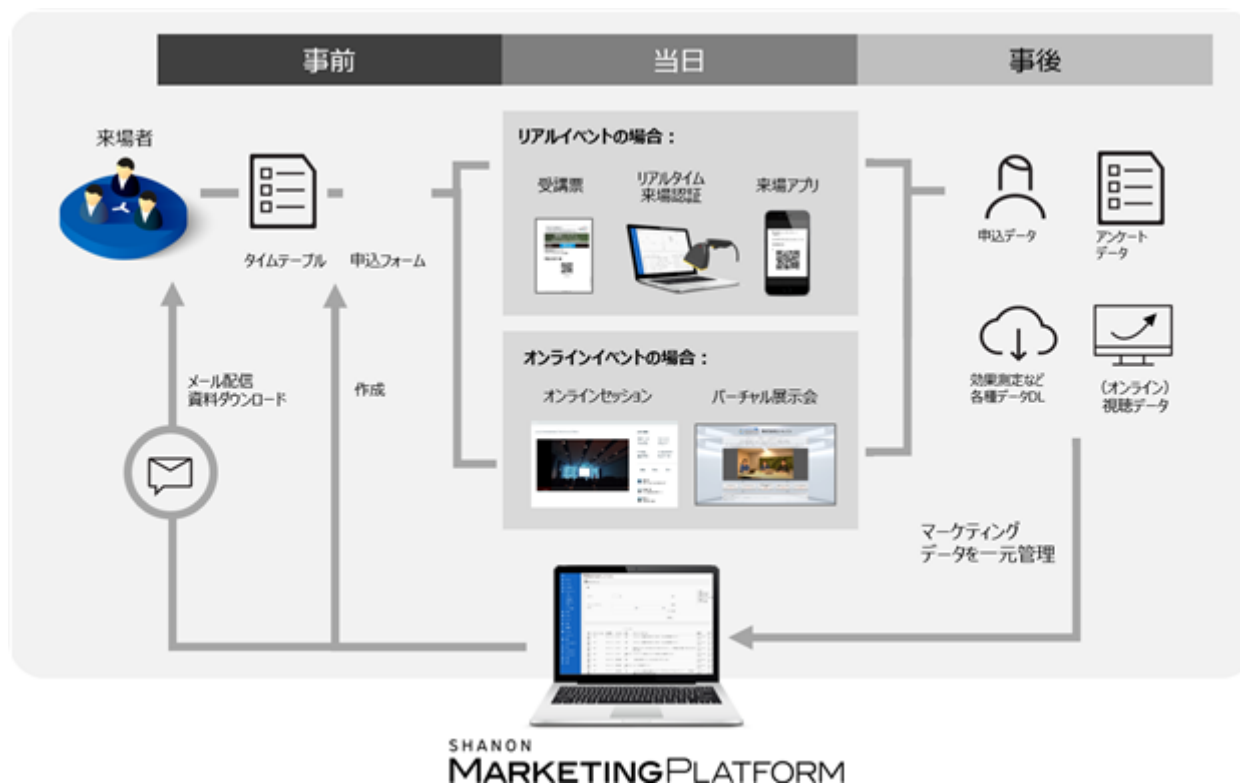 事前
当日
事後
来場者
タイムテーブル
申込フォーム
メール配信
資料ダウンロード
作成
リアルイベントの場合：
受講票
リアルタイム
来場認証
来場アプリ
オンラインイベントの場合：
オンラインセッション
バーチャル展示会
申込データ
アンケート
データ
効果測定など
各種データDL
（オンライン）
視聴データ
マーケティング
データを一元管理
SHANON
MARKETINGPLATFORM